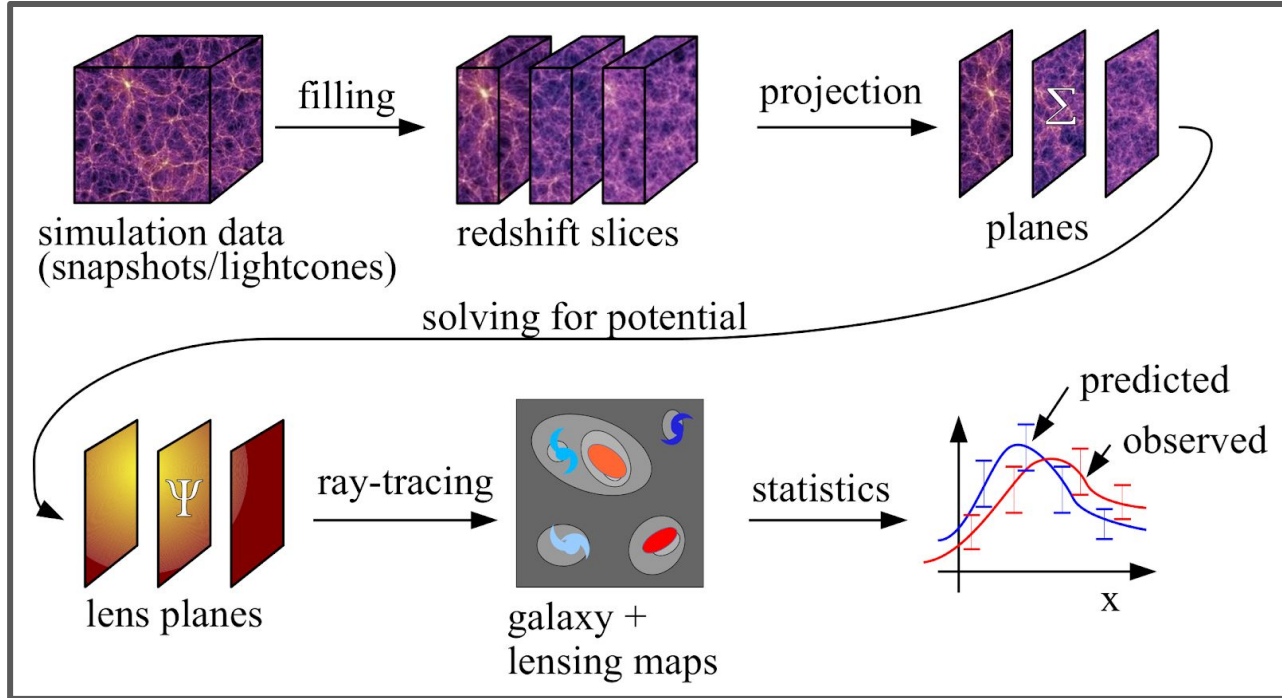 filling
projection
Σ
simulation data
(snapshots/lightcones)
redshift slices
planes
solving for potential
predicted
observed
Ψ
ray-tracing
statistics
lens planes
galaxy +
lensing maps
x